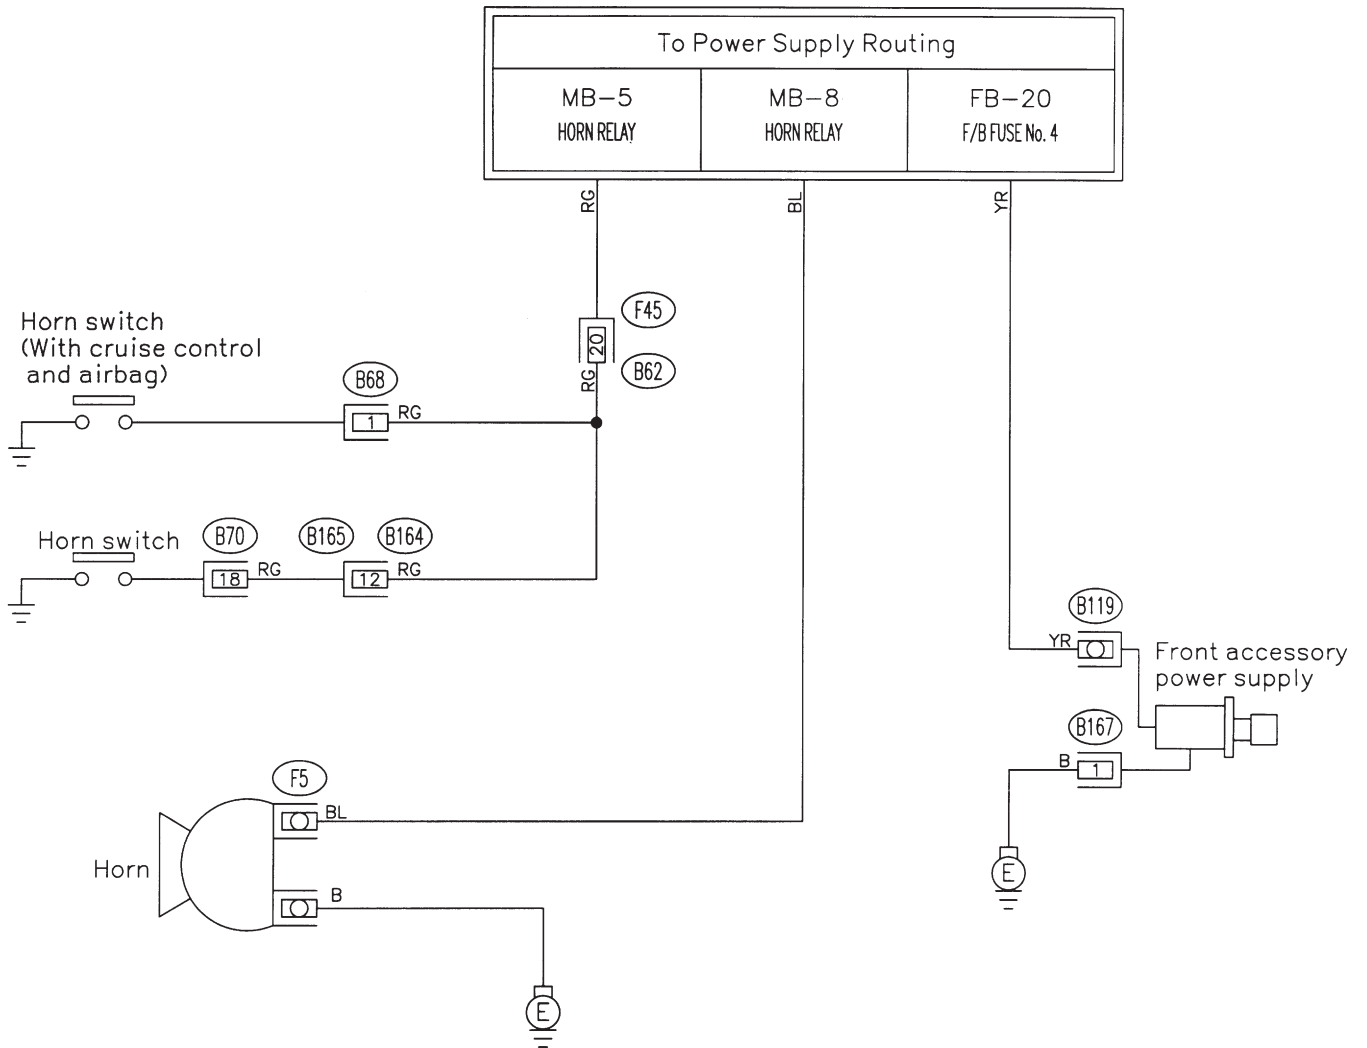 To Power Supply Routing
MB-5
HORN RELAY
MB-8
HORN RELAY
FB-20
F/B FUSE No. 4
RG
BL
YR
F45
20
B62
RG
Horn switch
(With cruise control
and airbag)
B68
1
RG
Horn switch
B70
18
RG
B165
B164
12
RG
B119
YR
Front accessory
power supply
B167
B
1
E
F5
BL
Horn
B
E